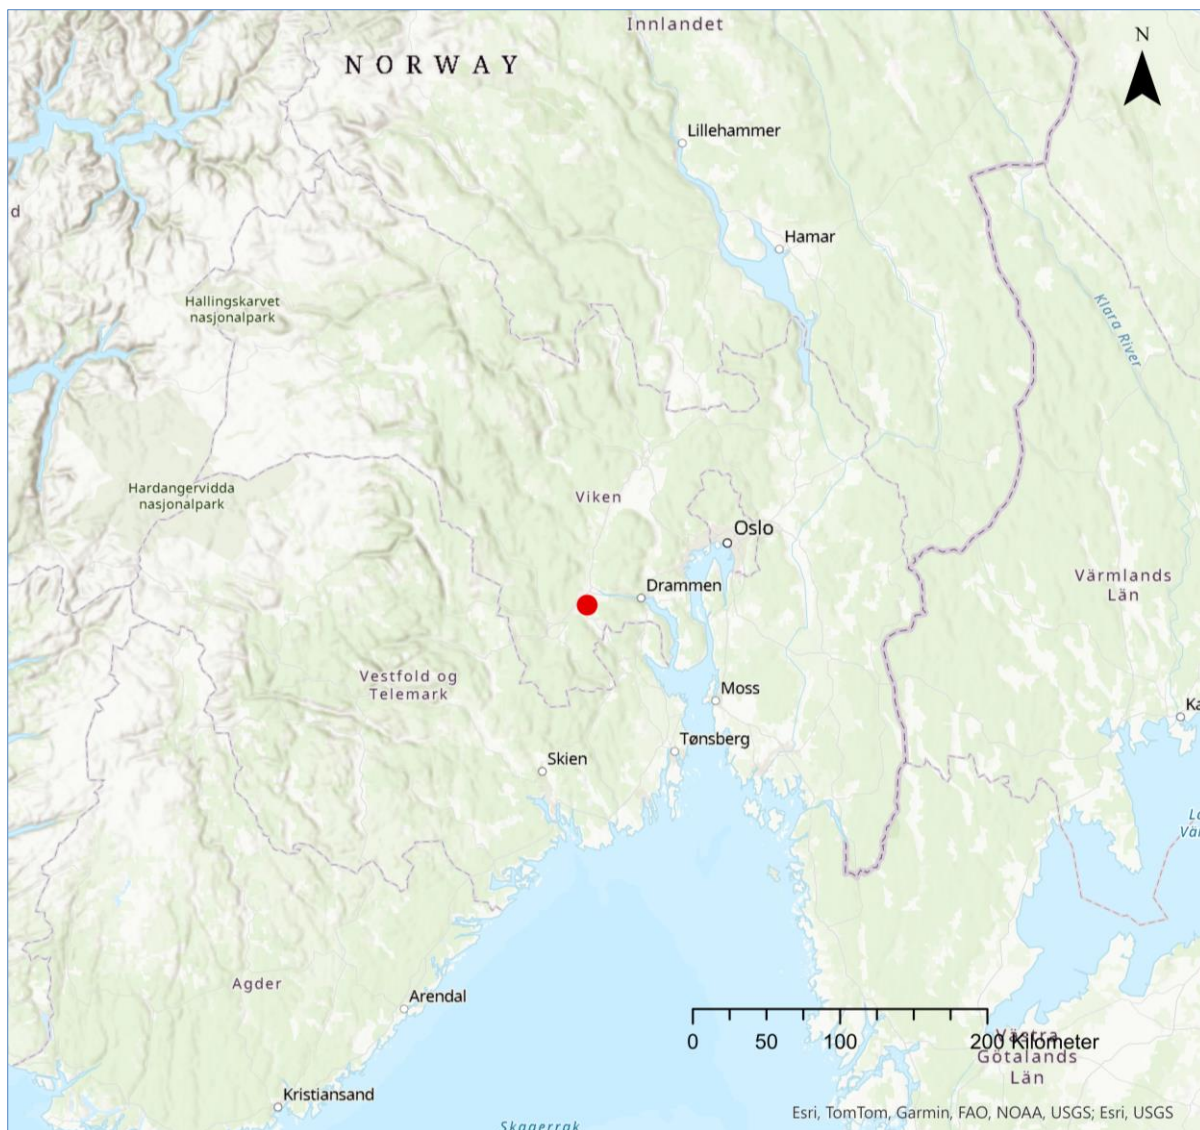 Innlandet
N
NORWAY
Lillehammer
d
Hamar
Hallingskarvet
nasjonalpark
Klara River
Hardangervidda
nasjonalpark
Viken
Oslo
Drammen
Värmlands
Län
Vestfold og
Telemark
Moss
Ka
Tønsberg
Skien
Vä
Agder
Arendal
0 50 100 200 Kilometer
Västra
Götalands
Län
Kristiansand
Esri, TomTom, Garmin, FAO, NOAA, USGS; Esri, USGS
Skagerrak